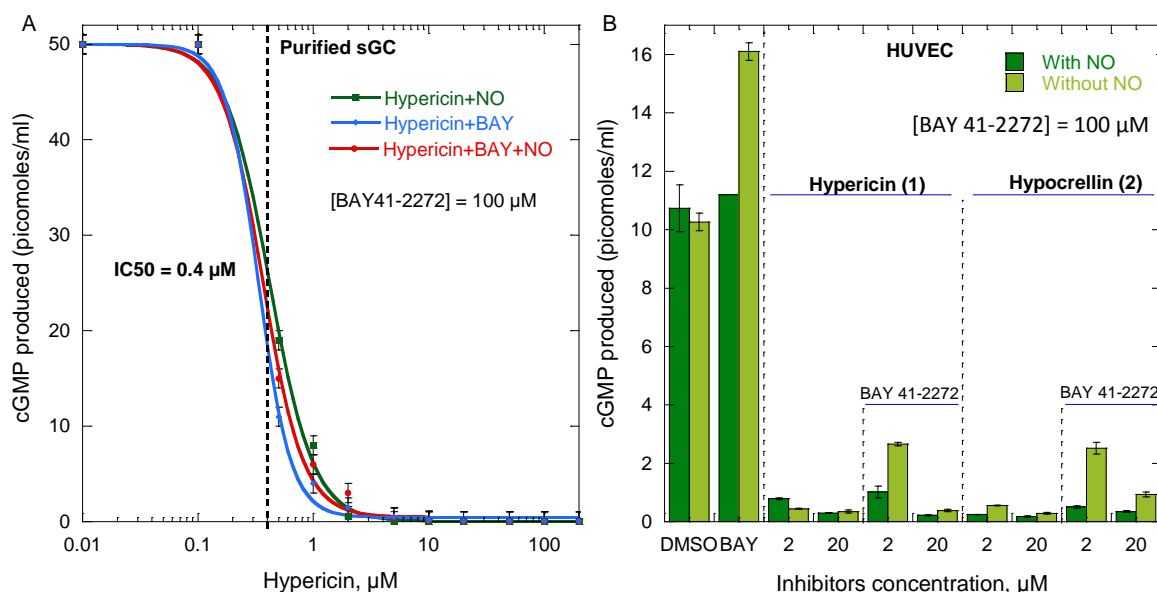 A
cGMP produced (picomoles/ml)
60
50
40
30
20
10
0
0.01
0.1
1
10
100
Hypericin, µM
Purified sGC
Hypericin+NO
Hypericin+BAY
Hypericin+BAY+NO
[BAY41-2272] = 100 µM
IC50 = 0.4 µM
B
cGMP produced (picomoles/ml)
16
14
12
10
8
6
4
2
0
HUVEC
With NO
Without NO
[BAY 41-2272] = 100 µM
Hypericin (1)
Hypocrellin (2)
BAY 41-2272
BAY 41-2272
DMSO BAY 2 20 2 20 2 20 2 20
Inhibitors concentration, µM